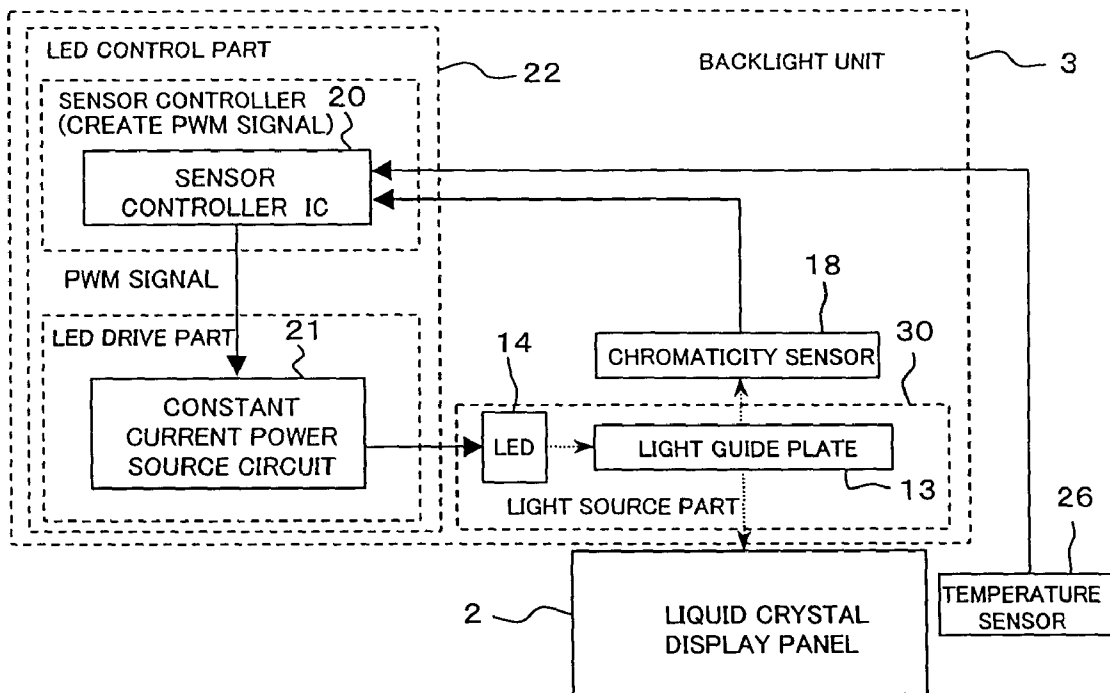 LED CONTROL PART
22
BACKLIGHT UNIT
3
SENSOR CONTROLLER
(CREATE PWM SIGNAL)
20
SENSOR
CONTROLLER IC
PWM SIGNAL
LED DRIVE PART
21
CONSTANT
CURRENT POWER
SOURCE CIRCUIT
18
CHROMATICITY SENSOR
14
LED
30
LIGHT GUIDE PLATE
13
LIGHT SOURCE PART
26
TEMPERATURE
SENSOR
2
LIQUID CRYSTAL
DISPLAY PANEL